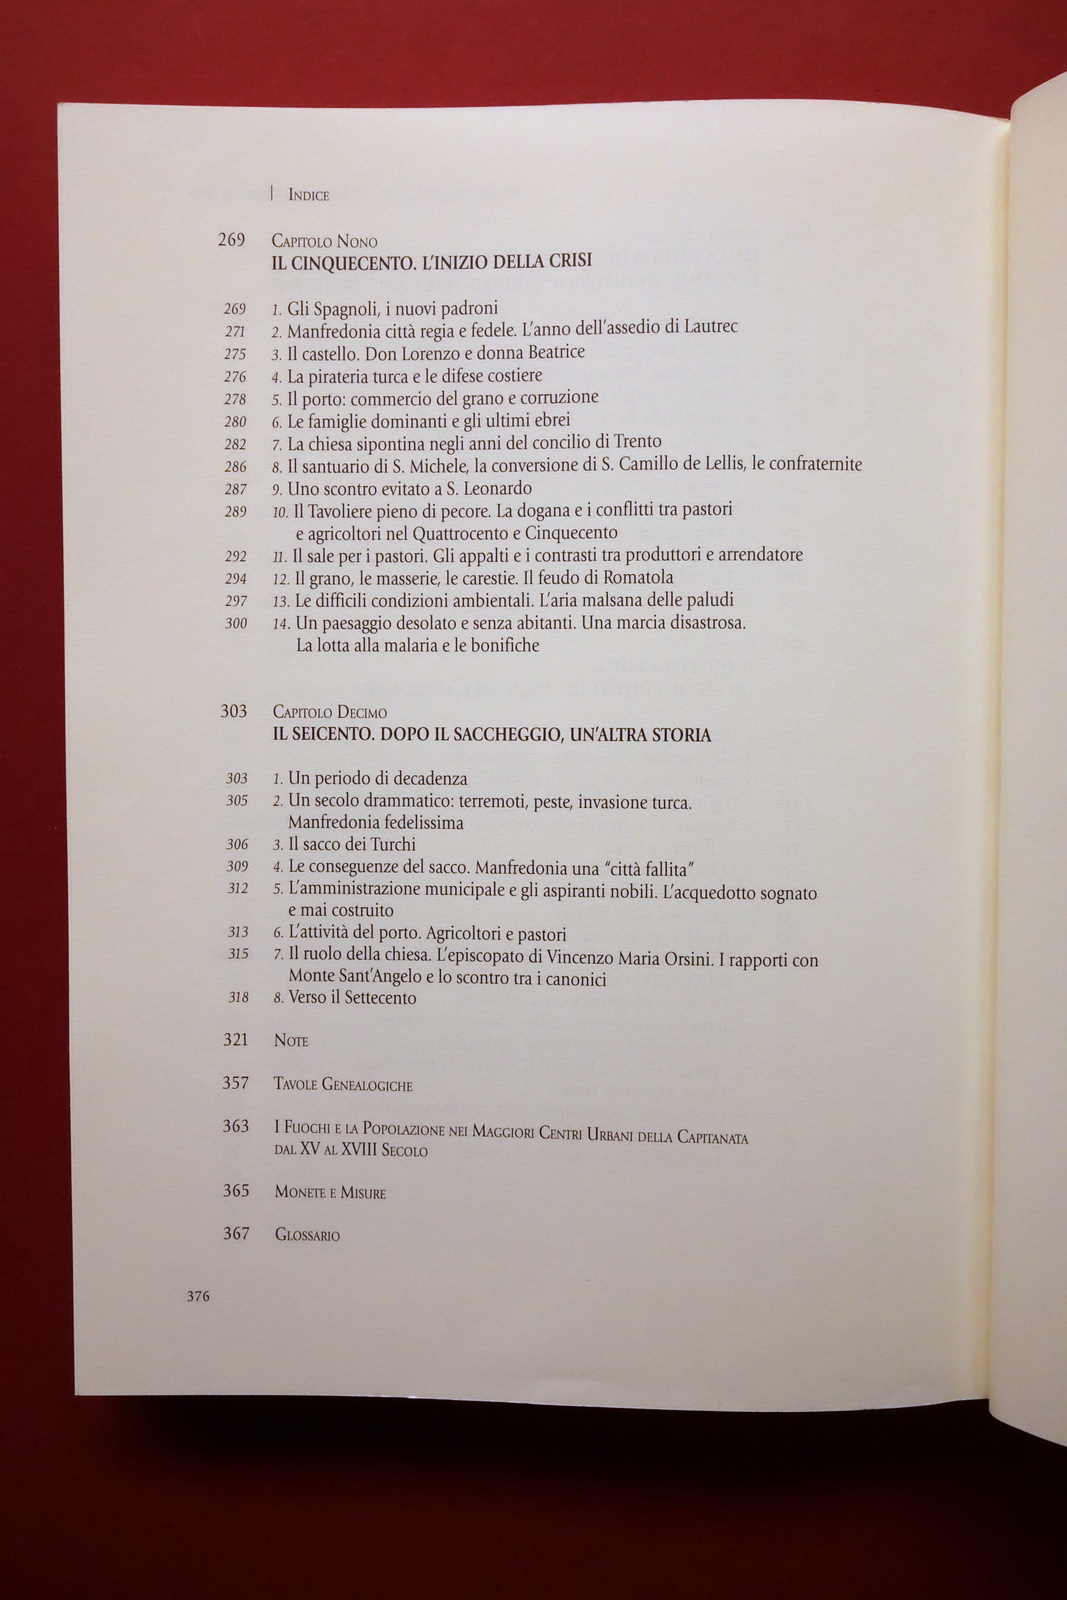 | Indice
269 Capitolo Nono
IL CINQUECENTO. L'INIZIO DELLA CRISI
269 1. Gli Spagnoli, i nuovi padroni
271 2. Manfredonia città regia e fedele. L'anno dell'assedio di Lautrec
275 3. Il castello. Don Lorenzo e donna Beatrice
276 4. La pirateria turca e le difese costiere
278 5. Il porto: commercio del grano e corruzione
280 6. Le famiglie dominanti e gli ultimi ebrei
282 7. La chiesa sipontina negli anni del concilio di Trento
286 8. Il santuario di S. Michele, la conversione di S. Camillo de Lellis, le confraternite
287 9. Uno scontro evitato a S. Leonardo
289 10. Il Tavoliere pieno di pecore. La dogana e i conflitti tra pastori
e agricoltori nel Quattrocento e Cinquecento
292 11. Il sale per i pastori. Gli appalti e i contrasti tra produttori e arrendatore
294 12. Il grano, le masserie, le carestie. Il feudo di Romatola
297 13. Le difficili condizioni ambientali. L'aria malsana delle paludi
300 14. Un paesaggio desolato e senza abitanti. Una marcia disastrosa.
La lotta alla malaria e le bonifiche
303 Capitolo Decimo
IL SEICENTO. DOPO IL SACCHEGGIO, UN'ALTRA STORIA
303 1. Un periodo di decadenza
305 2. Un secolo drammatico: terremoti, peste, invasione turca.
Manfredonia fedelissima
306 3. Il sacco dei Turchi
309 4. Le conseguenze del sacco. Manfredonia una "città fallita"
312 5. L'amministrazione municipale e gli aspiranti nobili. L'acquedotto sognato
e mai costruito
313 6. L'attività del porto. Agricoltori e pastori
315 7. Il ruolo della chiesa. L'episcopato di Vincenzo Maria Orsini. I rapporti con
Monte Sant'Angelo e lo scontro tra i canonici
318 8. Verso il Settecento
321 Note
357 Tavole Genealogiche
363 I Fuochi e la Popolazione nei Maggiori Centri Urbani della Capitanata
dal XV al XVIII Secolo
365 Monete e Misure
367 Glossario
376